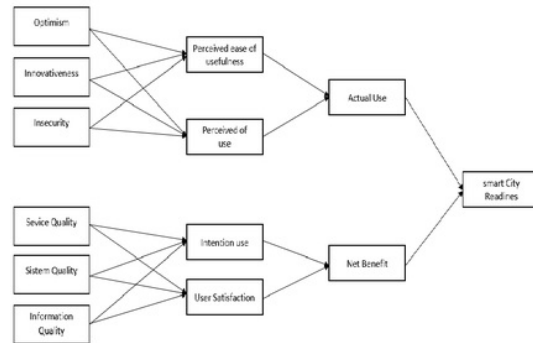 Optimism
Innovativeness
Insecurity
Perceived ease of
usefulness
Perceived of
use
Actual Use
smart City
Readines
Sevice Quality
Sistem Quality
Information
Quality
Intention use
User Satisfaction
Net Benefit